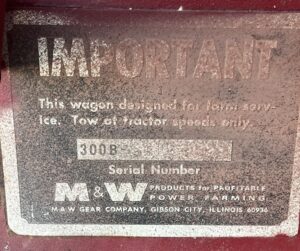 IMPORTANT
This wagon designed for farm serv-
ice. Tow at tractor speeds only.
300B
Serial Number
M&W PRODUCTS for PROFITABLE
POWER FARMING
M&W GEAR COMPANY, GIBSON CITY, ILLINOIS 60936